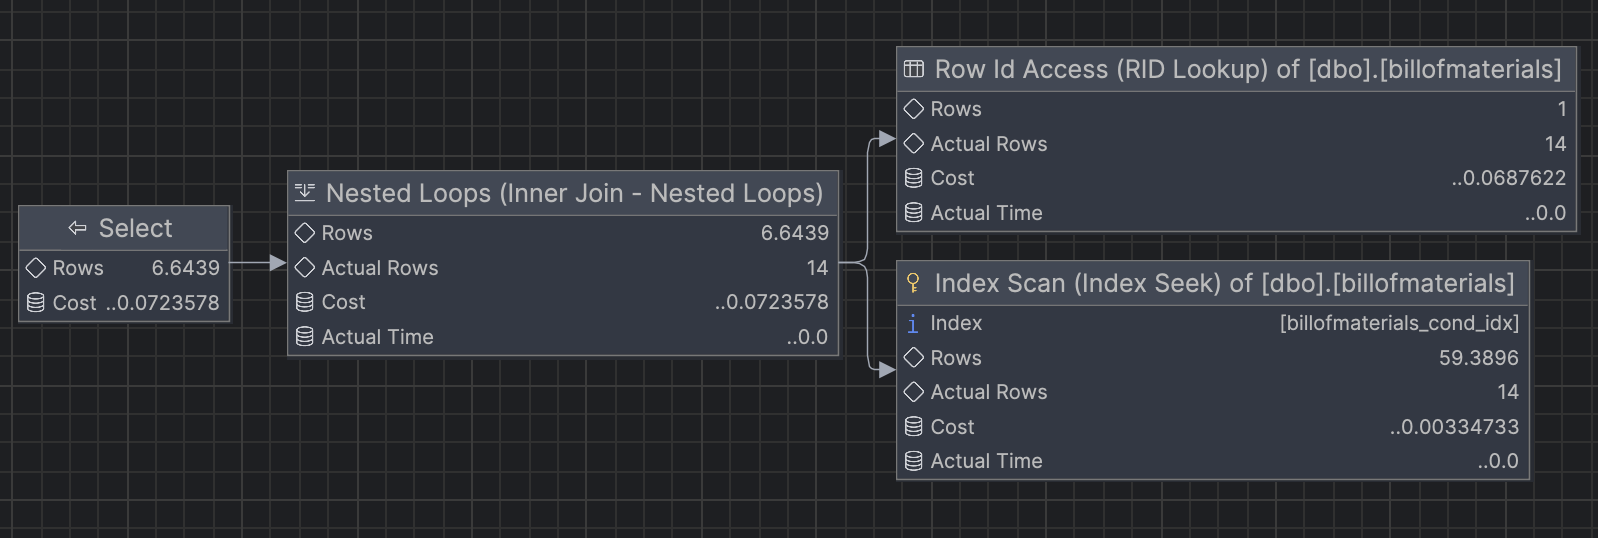 Select
Rows 6.6439
Cost ..0.0723578
Nested Loops (Inner Join - Nested Loops)
Rows 6.6439
Actual Rows 14
Cost ..0.0723578
Actual Time ..0.0
Row Id Access (RID Lookup) of [dbo].[billofmaterials]
Rows 1
Actual Rows 14
Cost ..0.0687622
Actual Time ..0.0
Index Scan (Index Seek) of [dbo].[billofmaterials]
i Index [billofmaterials_cond_idx]
Rows 59.3896
Actual Rows 14
Cost ..0.00334733
Actual Time ..0.0